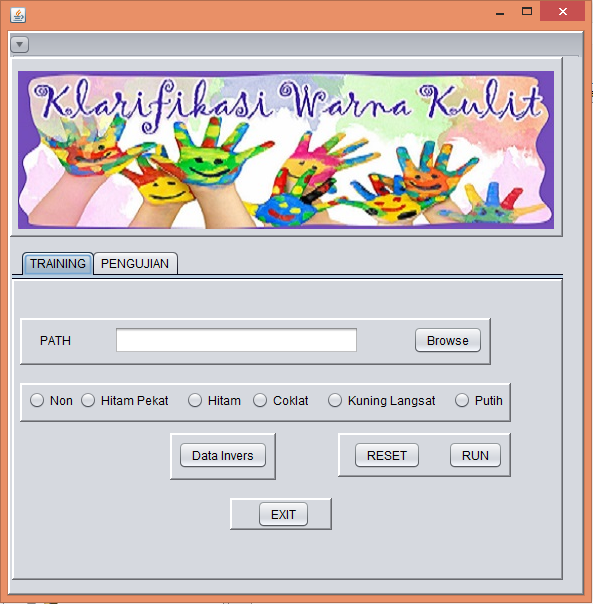 Klarifikasi Warna Kulit
TRAINING PENGUJIAN
PATH Browse
Non Hitam Pekat Hitam Coklat Kuning Langsat Putih
Data Invers RESET RUN
EXIT